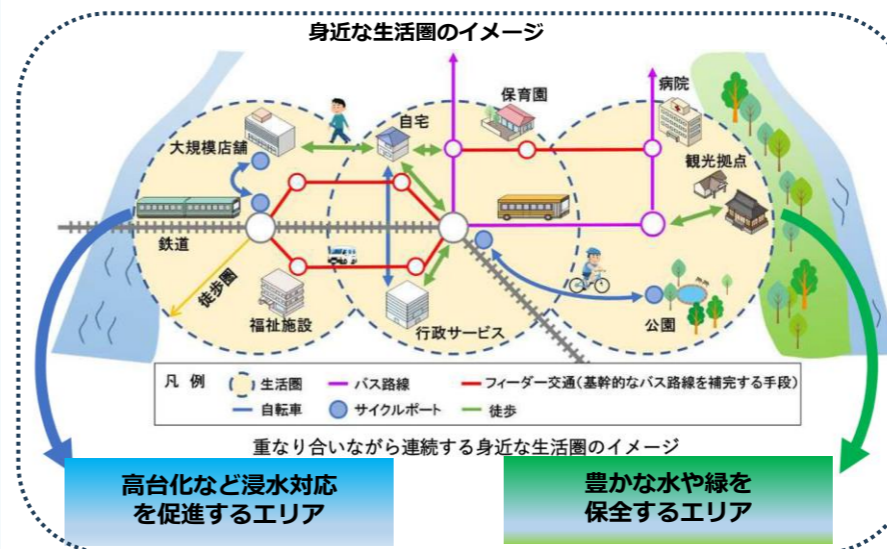 身近な生活圏のイメージ
保育園
病院
自宅
大規模店舗
観光拠点
鉄道
徒歩圏
福祉施設
行政サービス
公園
凡 例 生活圏 バス路線 フィーダー交通(基幹的なバス路線を補完する手段)
自転車 サイクルポート 徒歩
重なり合いながら連続する身近な生活圏のイメージ
高台化など浸水対応
を促進するエリア
豊かな水や緑を
保全するエリア